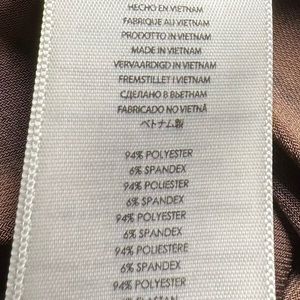 HECHO EN VIETNAM
FABRIQUE AU VIETNAM
PRODOTTO IN VIETNAM
MADE IN VIETNAM
VERVAARDIGD IN VIETNAM
FREMSTILLET I VIETNAM
СДЕЛАНО В ВЬЕТНАМ
FABRICADO NO VIETNÃ
ベトナム製
94% POLYESTER
6% SPANDEX
94% POLIESTER
6% SPANDEX
94% POLYESTER
6% SPANDEX
94% POLIESTERE
6% SPANDEX
94% POLYESTER